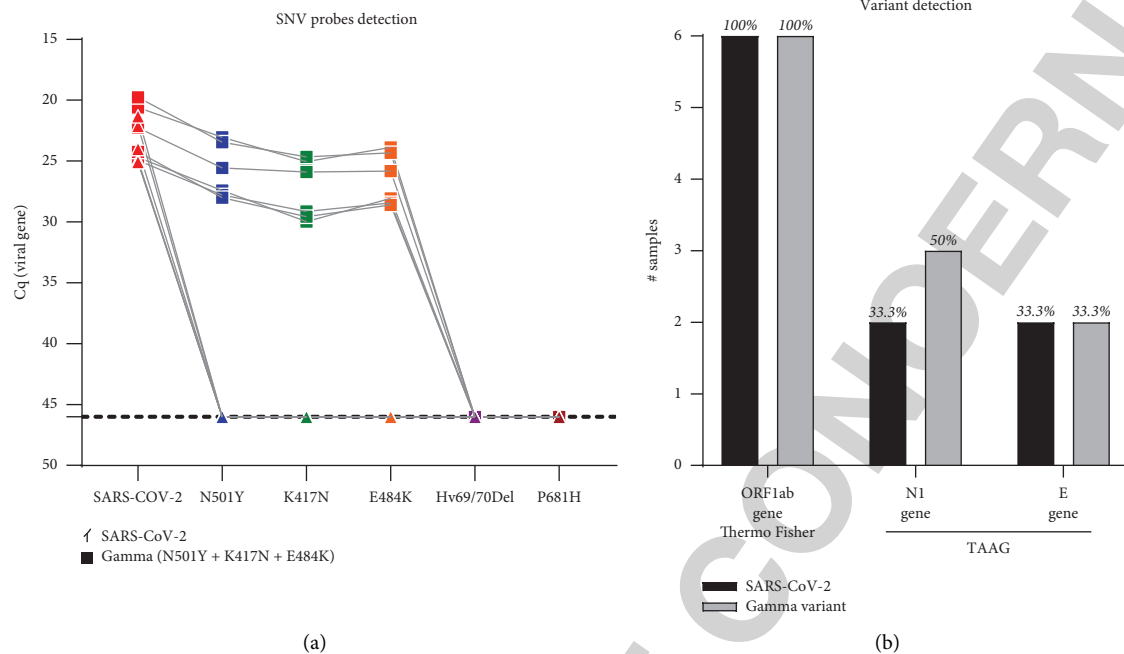 SNV probes detection
15
20
25
30
35
40
45
50
Cq (viral gene)
SARS-COV-2 N501Y K417N E484K Hv69/70Del P681H
SARS-CoV-2
Gamma (N501Y + K417N + E484K)
(a)
Variant detection
6
5
4
3
2
1
0
# samples
100% 100%
33.3% 50%
33.3% 33.3%
ORF1ab
gene
Thermo Fisher
N1
gene
E
gene
TAAG
SARS-CoV-2
Gamma variant
(b)
CONCERN